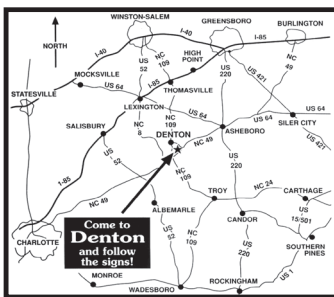 WINSTON-SALEM
GREENSBORO
BURLINGTON
NORTH
I-40
I-40
I-85
US 52
NC 109
HIGH POINT
US 220
US 421
NC 49
MOCKSVILLE
I-85
THOMASVILLE
STATESVILLE
US 64
LEXINGTON
US 64
US 421
US 64
SILER CITY
SALISBURY
NC 8
NC 109
DENTON
NC 49
ASHEBORO
US 52
NC 109
US 220
I-85
NC 49
TROY
NC 24
CARTHAGE
Come to
Denton
and follow
the signs!
ALBEMARLE
CANDOR
US 15/501
CHARLOTTE
US 52
NC 109
US 220
SOUTHERN PINES
MONROE
WADESBORO
ROCKINGHAM
US 1